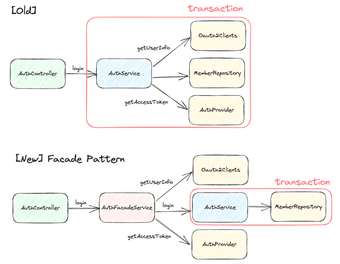 [Old]
transaction
Oauth2Clients
getUserInfo
AuthController
login
AuthService
MemberRepository
getAccessToken
AuthProvider
[New] Facade Pattern
Oauth2Clients
getUserInfo
transaction
AuthController
login
AuthFacadeService
login
AuthService
MemberRepository
getAccessToken
AuthProvider